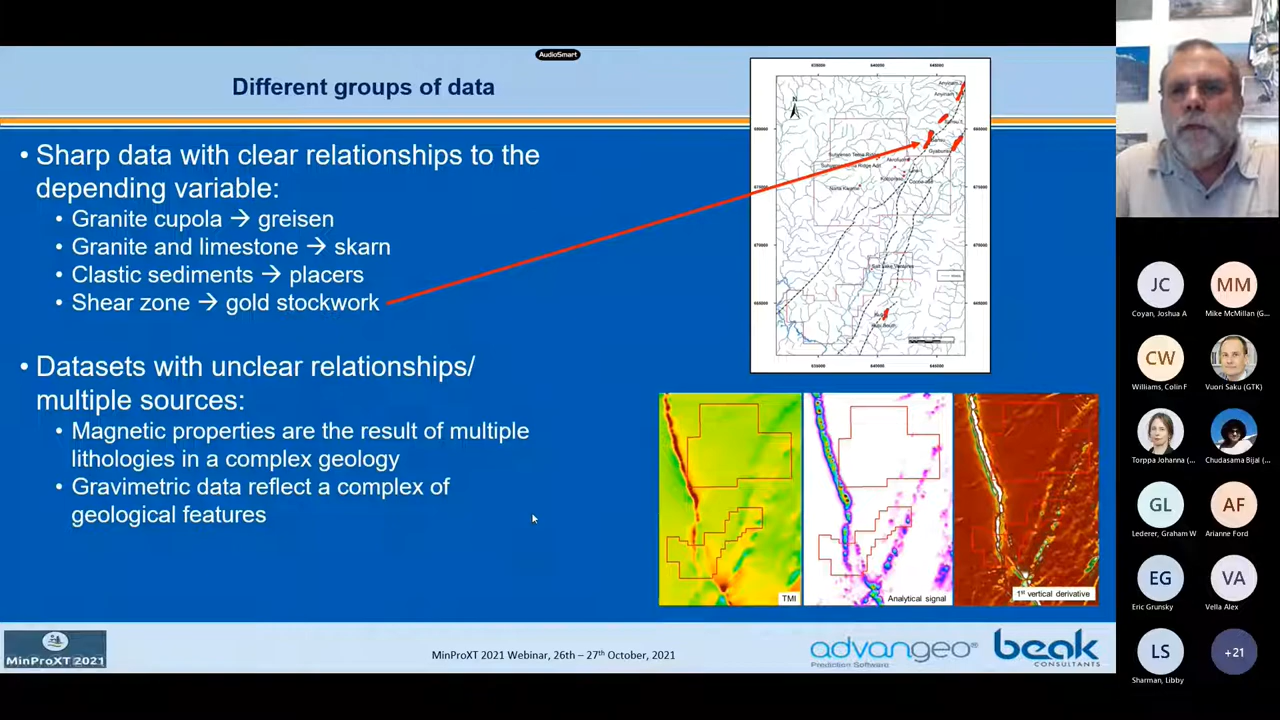 AudioSmart
Different groups of data
• Sharp data with clear relationships to the
depending variable:
• Granite cupola → greisen
• Granite and limestone → skarn
• Clastic sediments → placers
• Shear zone → gold stockwork
• Datasets with unclear relationships/
multiple sources:
• Magnetic properties are the result of multiple
lithologies in a complex geology
• Gravimetric data reflect a complex of
geological features
N
TMI
Analytical signal
1st vertical derivative
MinProXT 2021
MinProXT 2021 Webinar, 26th – 27th October, 2021
advangeo®
Prediction Software
beak
CONSULTANTS
JC
Coyan, Joshua A
MM
Mike McMillan (G...
CW
Williams, Colin F
Vuori Saku (GTK)
Torppa Johanna (...
Chudasama Bijal (...
GL
Lederer, Graham W
AF
Arianne Ford
EG
Eric Grunsky
VA
Vella Alex
LS
Sharman, Libby
+21